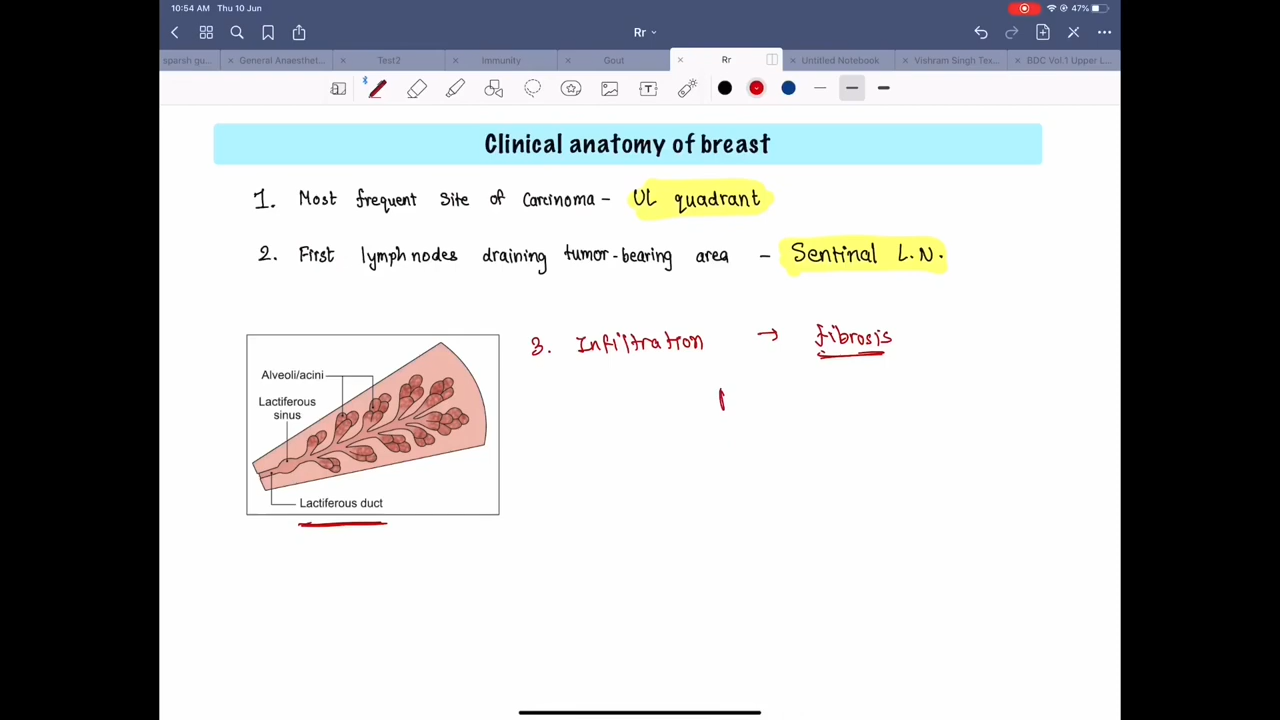 10:54 AM Thu 10 Jun
47%
Rr
sparsh gu...
General Anaesthet...
Test2
Immunity
Gout
Rr
Untitled Notebook
Vishram Singh Tex...
BDC Vol.1 Upper L...
Clinical anatomy of breast
1. Most frequent site of Carcinoma - UL quadrant
2. First lymph nodes draining tumor-bearing area - Sentinal L.N.
3. Infiltration → fibrosis
Alveoli/acini
Lactiferous
sinus
Lactiferous duct